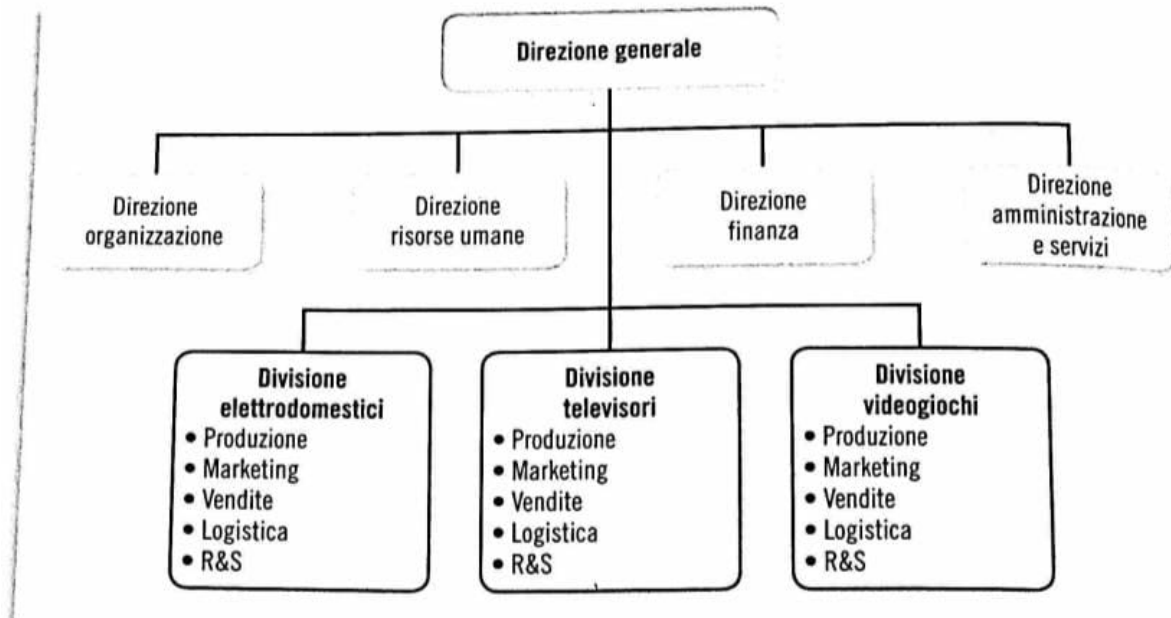 Direzione generale
Direzione
organizzazione
Direzione
risorse umane
Direzione
finanza
Direzione
amministrazione
e servizi
Divisione
elettrodomestici
• Produzione
• Marketing
• Vendite
• Logistica
• R&S
Divisione
televisori
• Produzione
• Marketing
• Vendite
• Logistica
• R&S
Divisione
videogiochi
• Produzione
• Marketing
• Vendite
• Logistica
• R&S